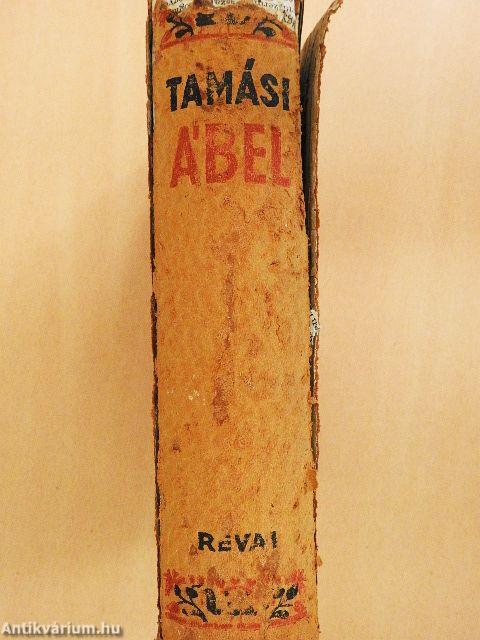 TAMÁSI
ÁBEL
RÉVAI
Antikvárium.hu